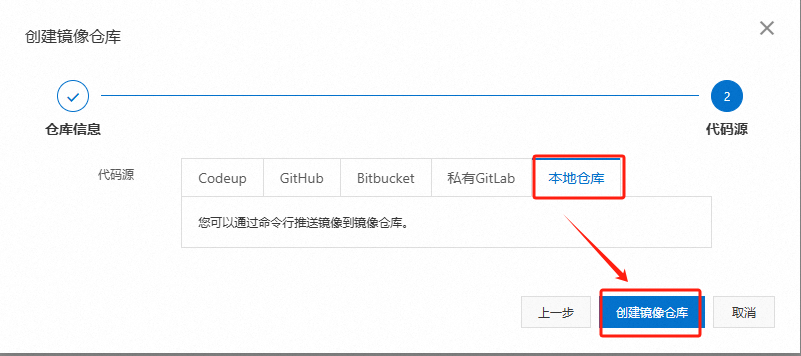 创建镜像仓库
2
仓库信息 代码源
代码源 Codeup GitHub Bitbucket 私有GitLab 本地仓库
您可以通过命令行推送镜像到镜像仓库。
上一步 创建镜像仓库 取消